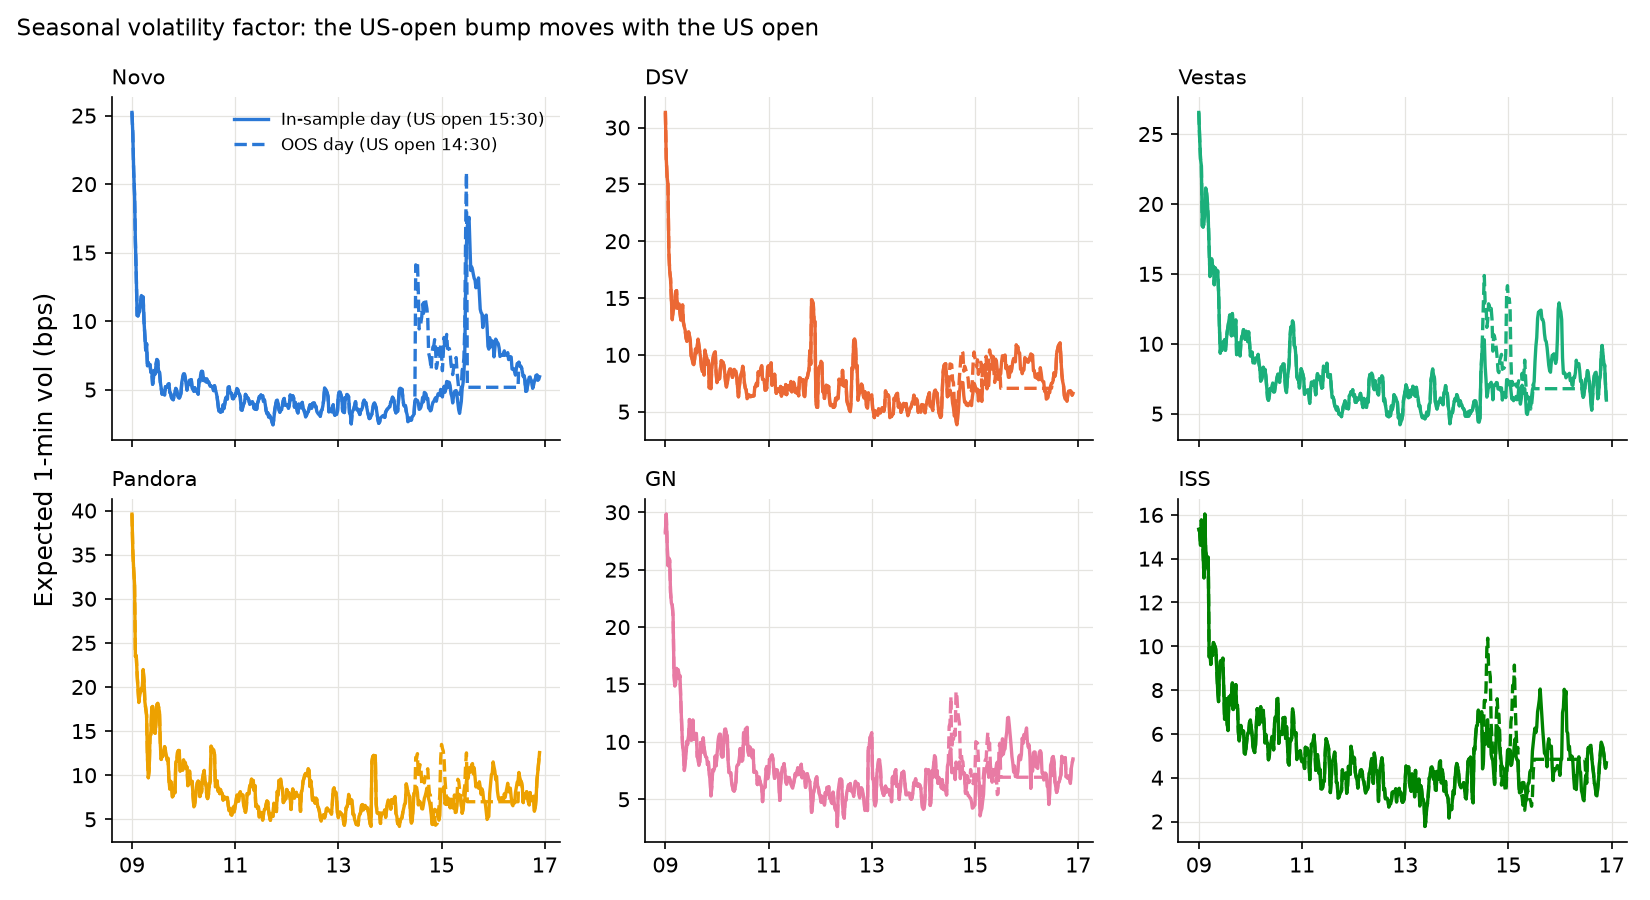 Seasonal volatility factor: the US-open bump moves with the US open
Expected 1-min vol (bps)
Novo
25
20
15
10
5
In-sample day (US open 15:30)
OOS day (US open 14:30)
DSV
30
25
20
15
10
5
Vestas
25
20
15
10
5
Pandora
40
35
30
25
20
15
10
5
09 11 13 15 17
GN
30
25
20
15
10
5
09 11 13 15 17
ISS
16
14
12
10
8
6
4
2
09 11 13 15 17